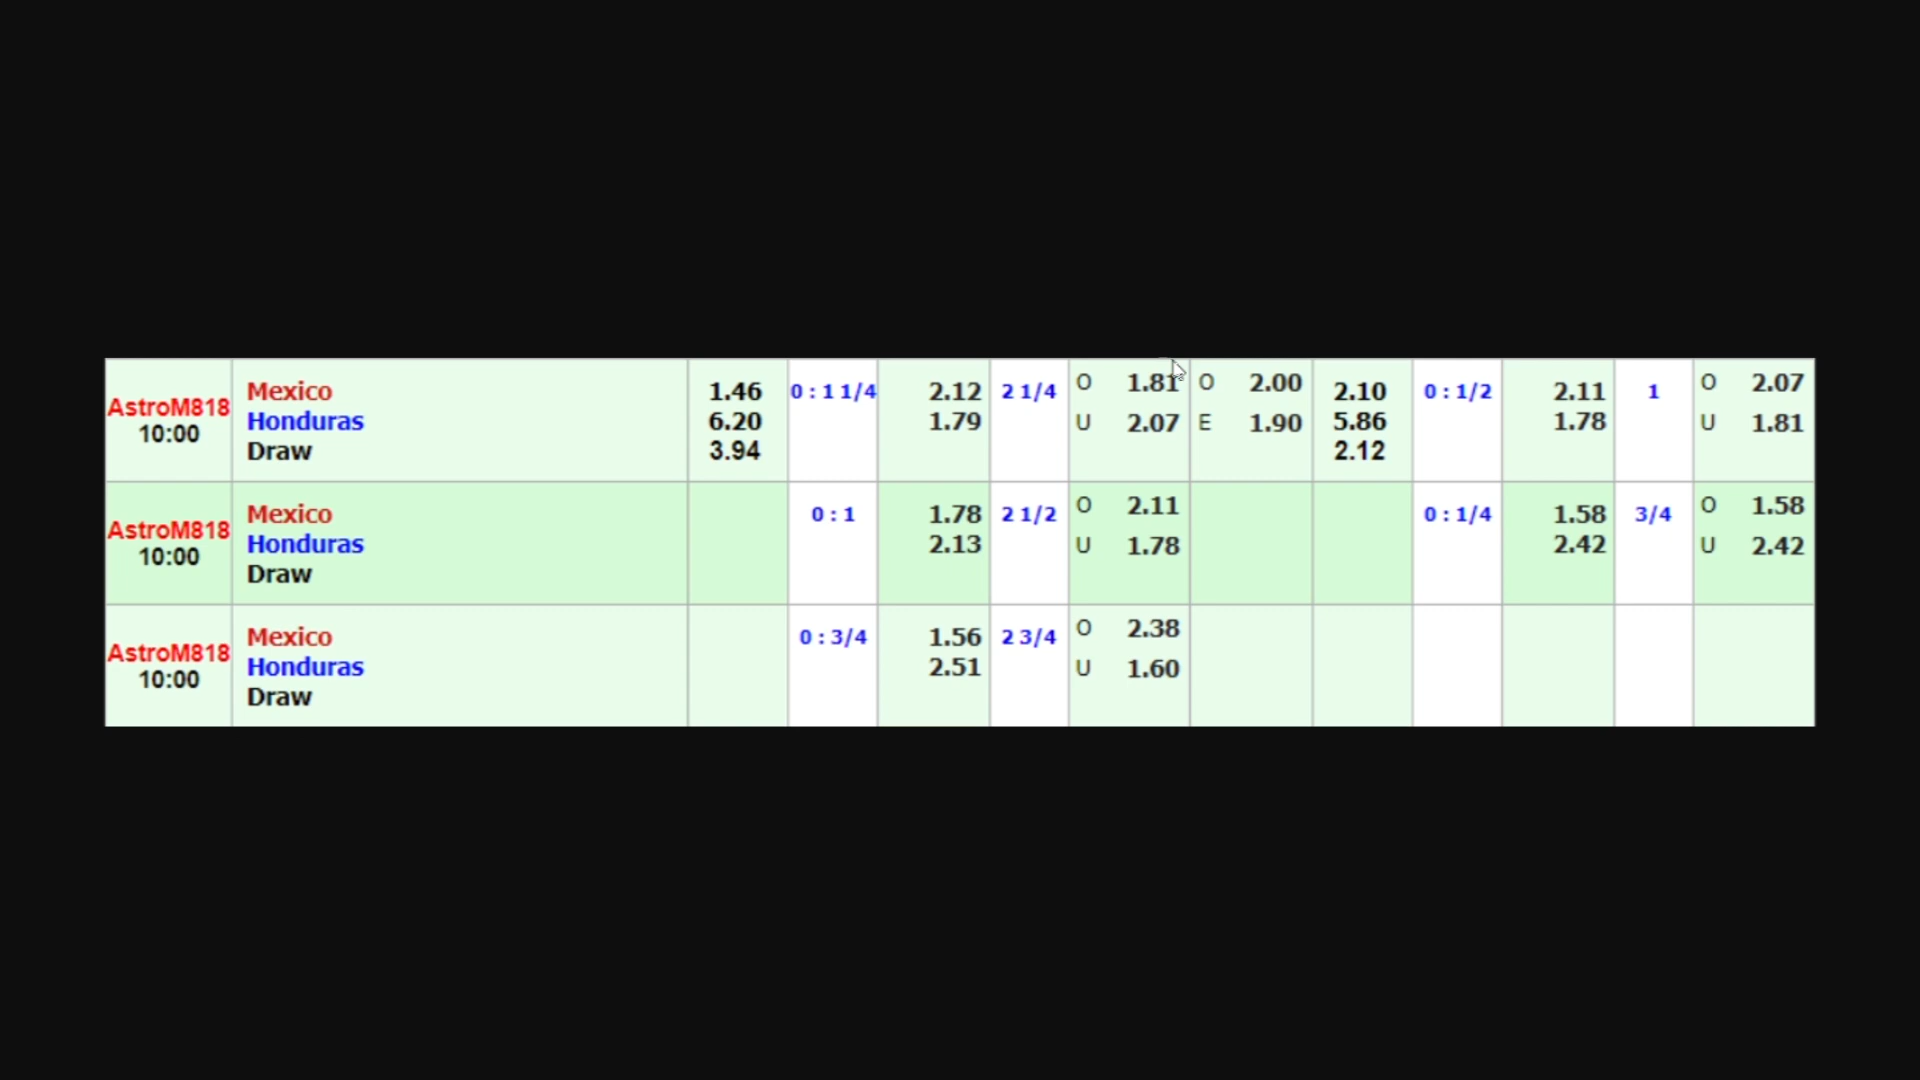 AstroM818 Mexico 1.46 0 : 1 1/4 2.12 2 1/4 O 1.81 O 2.00 2.10 0 : 1/2 2.11 1 O 2.07
10:00 Honduras 6.20 1.79 U 2.07 E 1.90 5.86 1.78 U 1.81
Draw 3.94 2.12
AstroM818 Mexico 0 : 1 1.78 2 1/2 O 2.11 0 : 1/4 1.58 3/4 O 1.58
10:00 Honduras 2.13 U 1.78 2.42 U 2.42
Draw
AstroM818 Mexico 0 : 3/4 1.56 2 3/4 O 2.38
10:00 Honduras 2.51 U 1.60
Draw